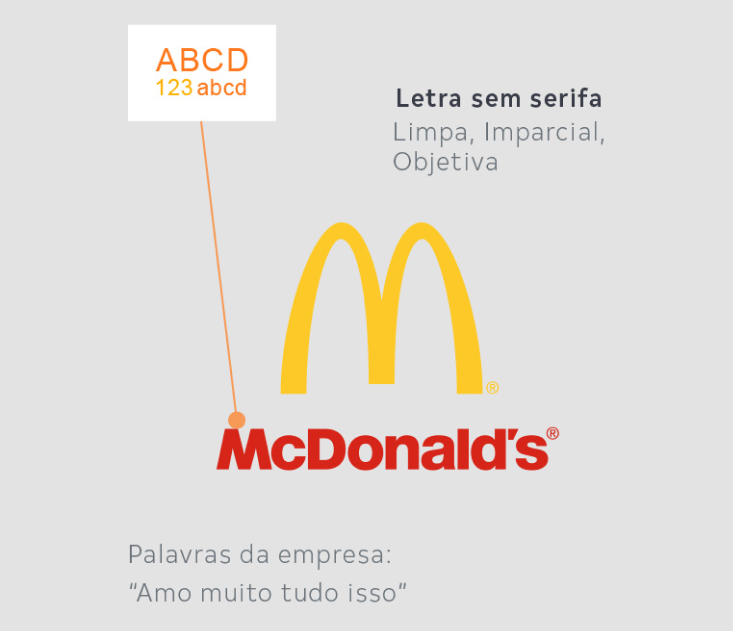 ABCD
123 abcd
Letra sem serifa
Limpa, Imparcial,
Objetiva
M®
McDonald's®
Palavras da empresa:
“Amo muito tudo isso”